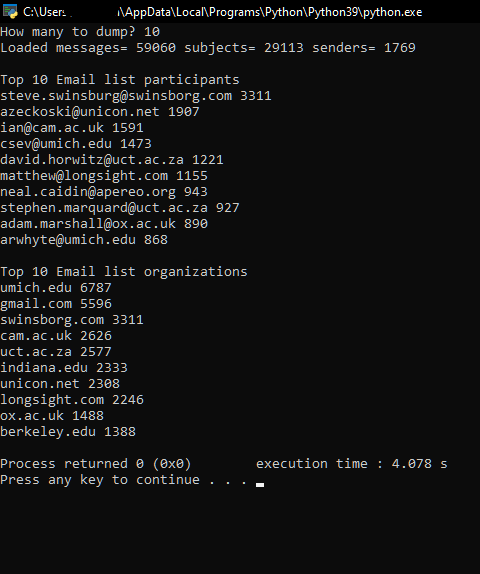 C:\Users       \AppData\Local\Programs\Python\Python39\python.exe
How many to dump? 10
Loaded messages= 59060 subjects= 29113 senders= 1769

Top 10 Email list participants
steve.swinsburg@swinsborg.com 3311
azeckoski@unicon.net 1907
ian@cam.ac.uk 1591
csev@umich.edu 1473
david.horwitz@uct.ac.za 1221
matthew@longsight.com 1155
neal.caidin@apereo.org 943
stephen.marquard@uct.ac.za 927
adam.marshall@ox.ac.uk 890
arwhyte@umich.edu 868

Top 10 Email list organizations
umich.edu 6787
gmail.com 5596
swinsborg.com 3311
cam.ac.uk 2626
uct.ac.za 2577
indiana.edu 2333
unicon.net 2308
longsight.com 2246
ox.ac.uk 1488
berkeley.edu 1388

Process returned 0 (0x0)        execution time : 4.078 s
Press any key to continue . . .